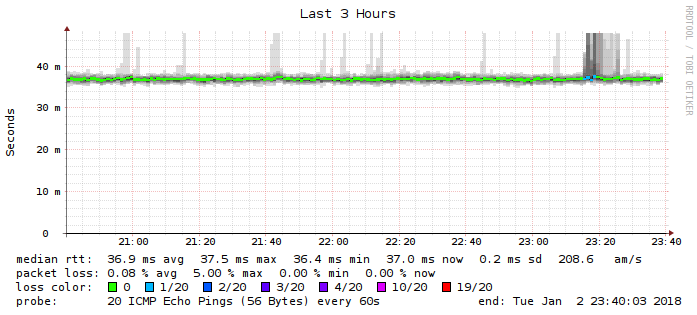 Last 3 Hours
RRDTOOL / TOBI OETIKER
Seconds
40 m
30 m
20 m
10 m
0
21:00 21:20 21:40 22:00 22:20 22:40 23:00 23:20 23:40
median rtt: 36.9 ms avg 37.5 ms max 36.4 ms min 37.0 ms now 0.2 ms sd 208.6 am/s
packet loss: 0.08 % avg 5.00 % max 0.00 % min 0.00 % now
loss color: 0 1/20 2/20 3/20 4/20 10/20 19/20
probe: 20 ICMP Echo Pings (56 Bytes) every 60s end: Tue Jan 2 23:40:03 2018